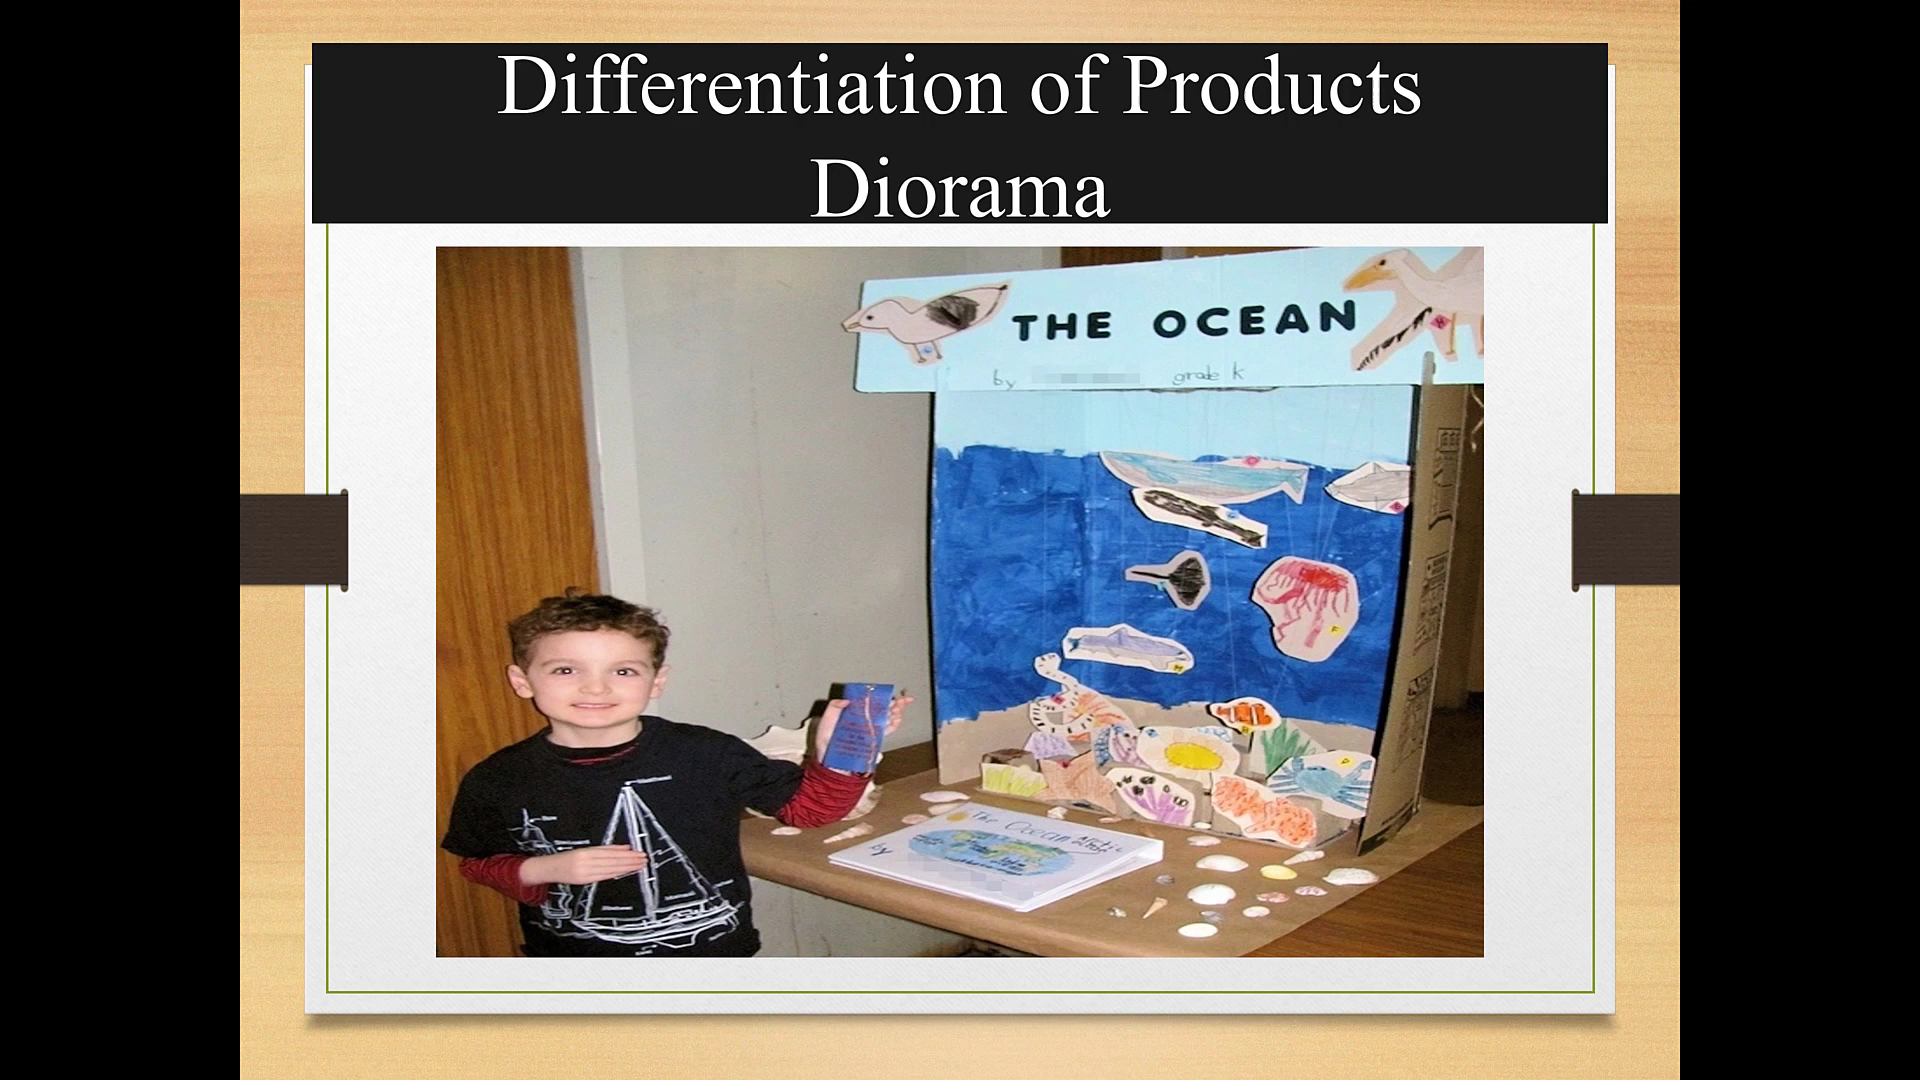 Differentiation of Products
Diorama
THE OCEAN
by grade k
The Ocean
by